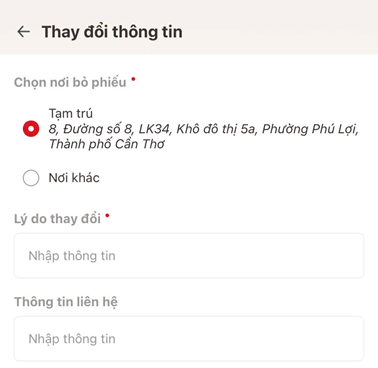 Thay đổi thông tin
Chọn nơi bỏ phiếu *
Tạm trú
8, Đường số 8, LK34, Khô đô thị 5a, Phường Phú Lợi,
Thành phố Cần Thơ
Nơi khác
Lý do thay đổi *
Nhập thông tin
Thông tin liên hệ
Nhập thông tin